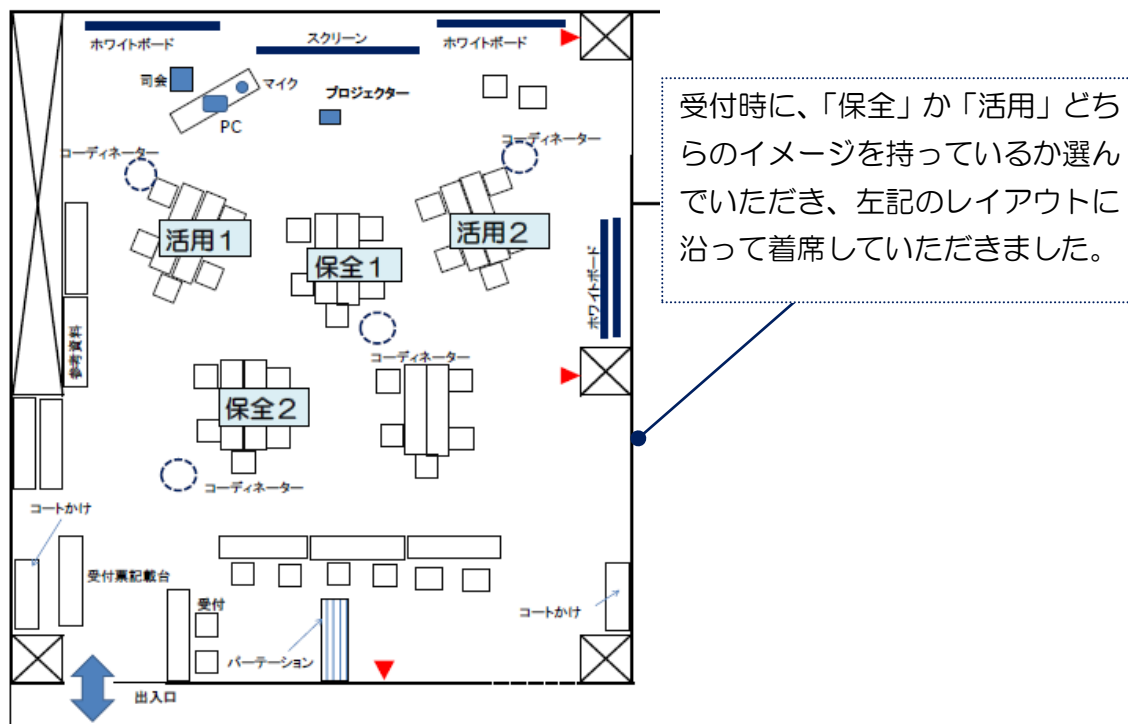 ホワイトボード
スクリーン
ホワイトボード
司会
マイク
PC
プロジェクター
コーディネーター
コーディネーター
活用1
保全1
活用2
ホワイトボード
参考資料
コーディネーター
保全2
コーディネーター
コートかけ
受付票記載台
受付
パーテーション
コートかけ
出入口
受付時に、「保全」か「活用」どち
らのイメージを持っているか選ん
でいただき、左記のレイアウトに
沿って着席していただきました。